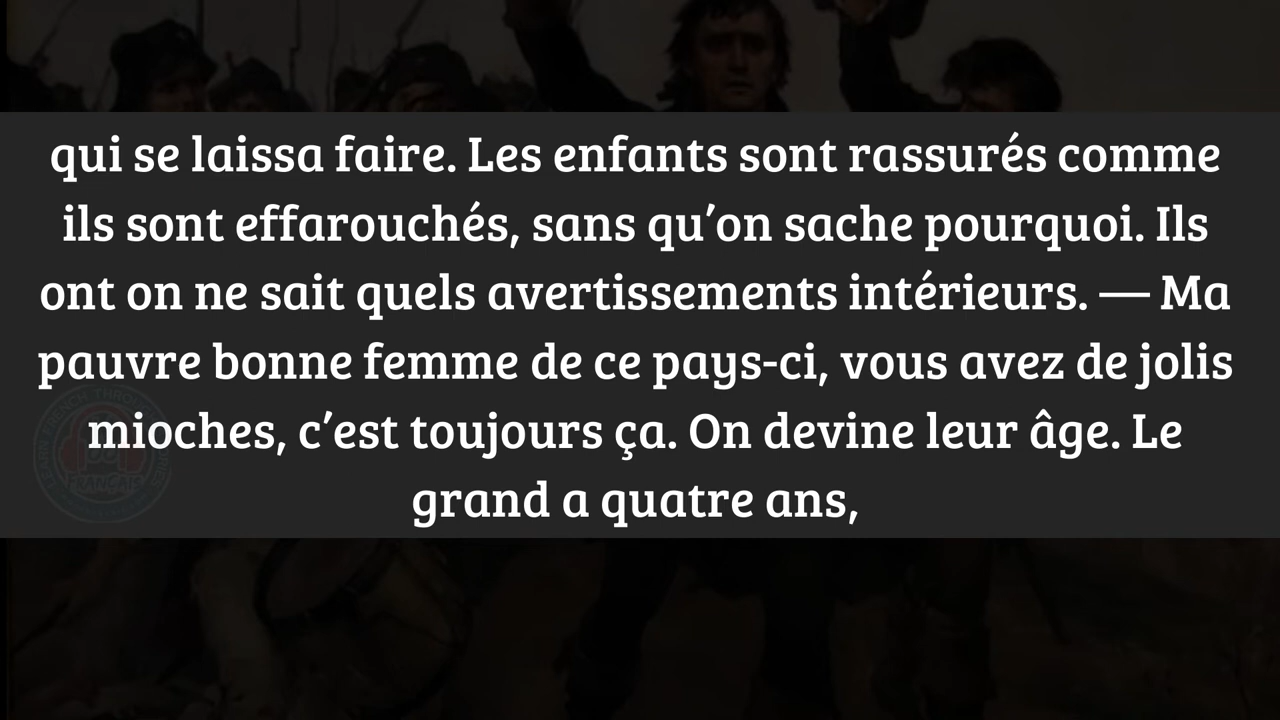 qui se laissa faire. Les enfants sont rassurés comme
ils sont effarouchés, sans qu’on sache pourquoi. Ils
ont on ne sait quels avertissements intérieurs. — Ma
pauvre bonne femme de ce pays-ci, vous avez de jolis
mioches, c’est toujours ça. On devine leur âge. Le
grand a quatre ans,
FRANÇAIS